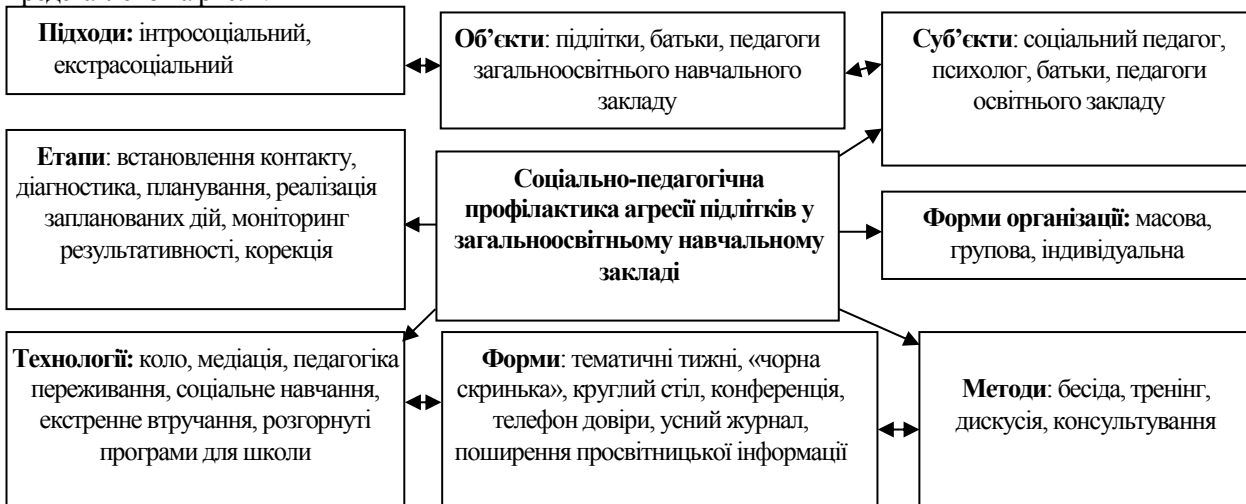 Підходи: інтросоціальний,
екстрасоціальний
Об’єкти: підлітки, батьки, педагоги
загальноосвітнього навчального
закладу
Суб’єкти: соціальний педагог,
психолог, батьки, педагоги
освітнього закладу
Етапи: встановлення контакту,
діагностика, планування, реалізація
запланованих дій, моніторинг
результативності, корекція
Соціально-педагогічна
профілактика агресії підлітків у
загальноосвітньому навчальному
закладі
Форми організації: масова,
групова, індивідуальна
Технології: коло, медіація, педагогіка
переживання, соціальне навчання,
екстренне втручання, розгорнуті
програми для школи
Форми: тематичні тижні, «чорна
скринька», круглий стіл, конференція,
телефон довіри, усний журнал,
поширення просвітницької інформації
Методи: бесіда, тренінг,
дискусія, консультування